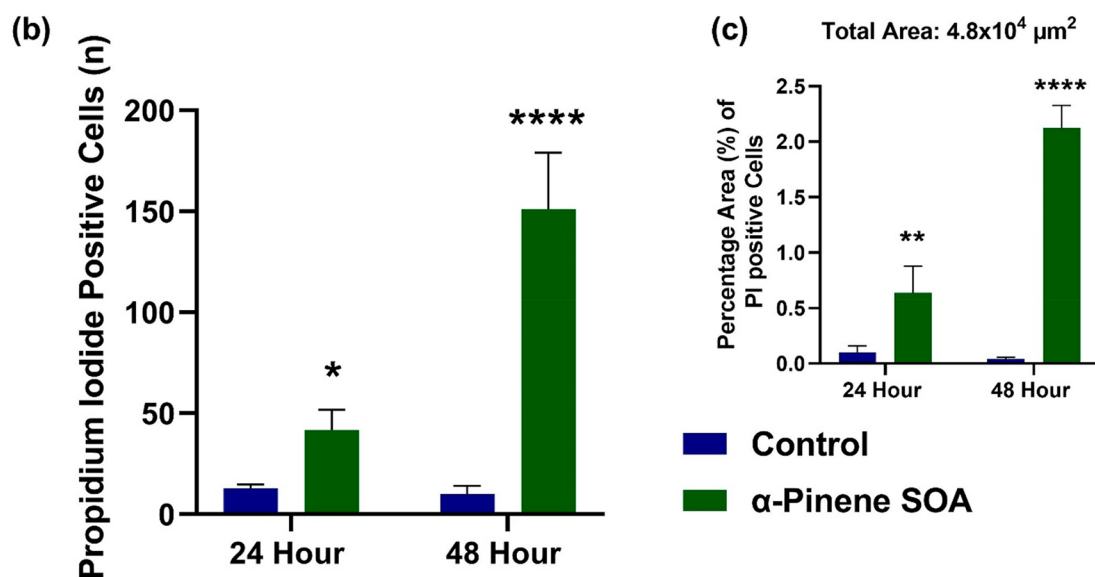 (b)
Propidium Iodide Positive Cells (n)
200
150
100
50
0
*
****
24 Hour
48 Hour
(c)
Total Area: 4.8x10⁴ µm²
Percentage Area (%) of
PI positive Cells
2.5
2.0
1.5
1.0
0.5
0.0
**
****
24 Hour
48 Hour
Control
α-Pinene SOA